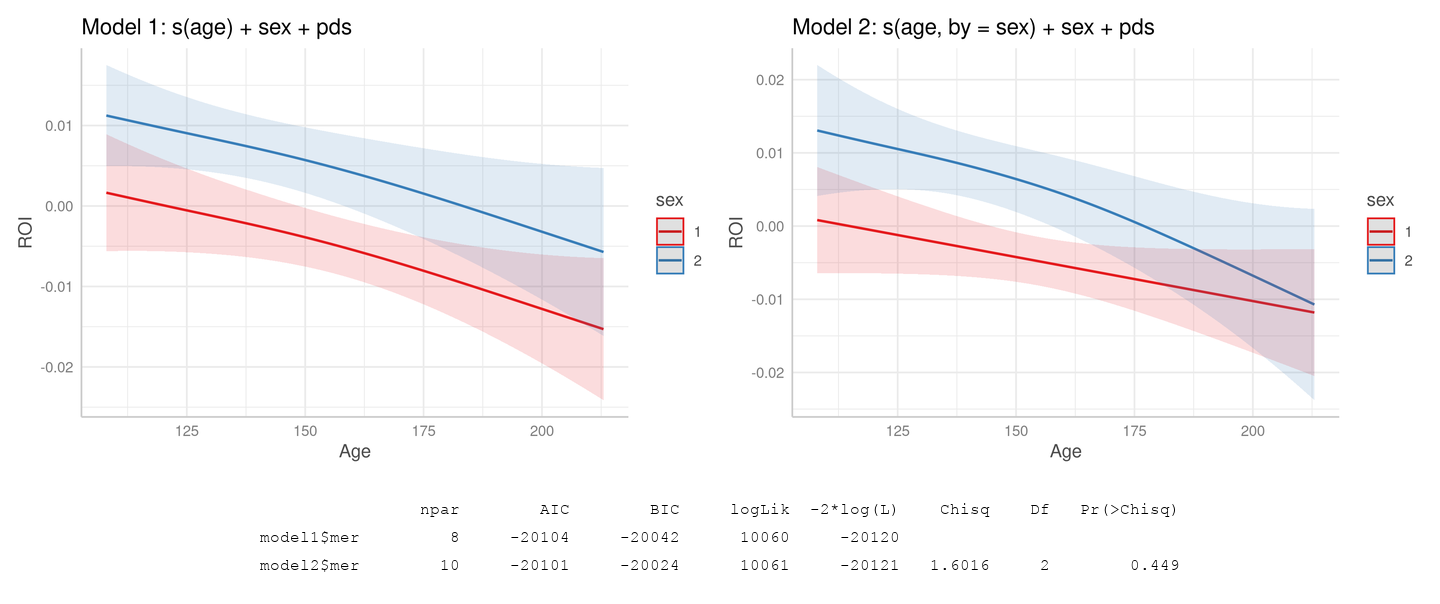 Model 1: s(age) + sex + pds
0.01
0.00
-0.01
-0.02
ROI
125 150 175 200
Age
sex
1
2
Model 2: s(age, by = sex) + sex + pds
0.02
0.01
0.00
-0.01
-0.02
ROI
125 150 175 200
Age
sex
1
2
npar AIC BIC logLik -2*log(L) Chisq Df Pr(>Chisq)
model1$mer 8 -20104 -20042 10060 -20120
model2$mer 10 -20101 -20024 10061 -20121 1.6016 2 0.449